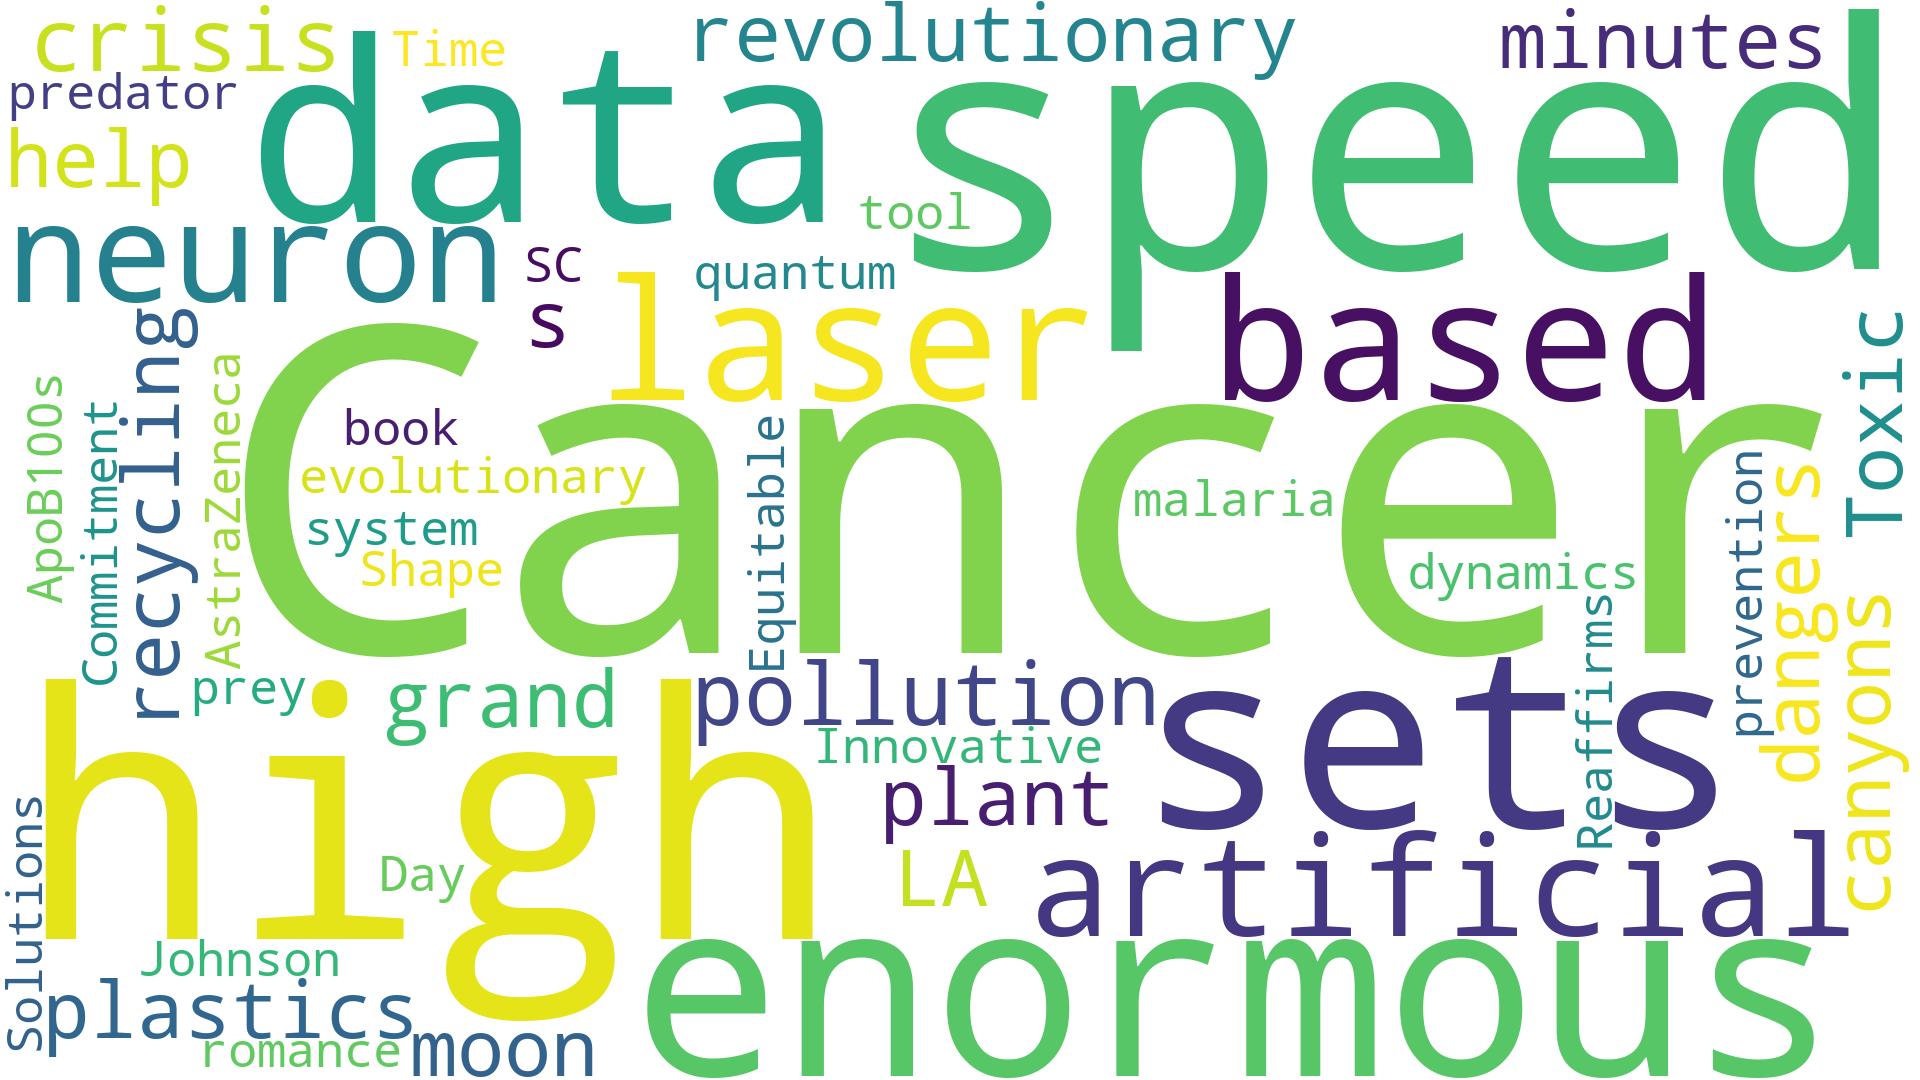 crisis
Time
revolutionary
minutes
predator
data
speed
help
tool
neuron
sc
quantum
s
laser
based
Toxic
recycling
ApoB100s
Commitment
AstraZeneca
Cancer
book
evolutionary
system
Shape
Equitable
malaria
dynamics
prevention
dangers
canyons
Reaffirms
prey
grand
pollution
sets
high
Innovative
plant
Day
LA
artificial
Solutions
Johnson
enormous
plastics
romance
moon